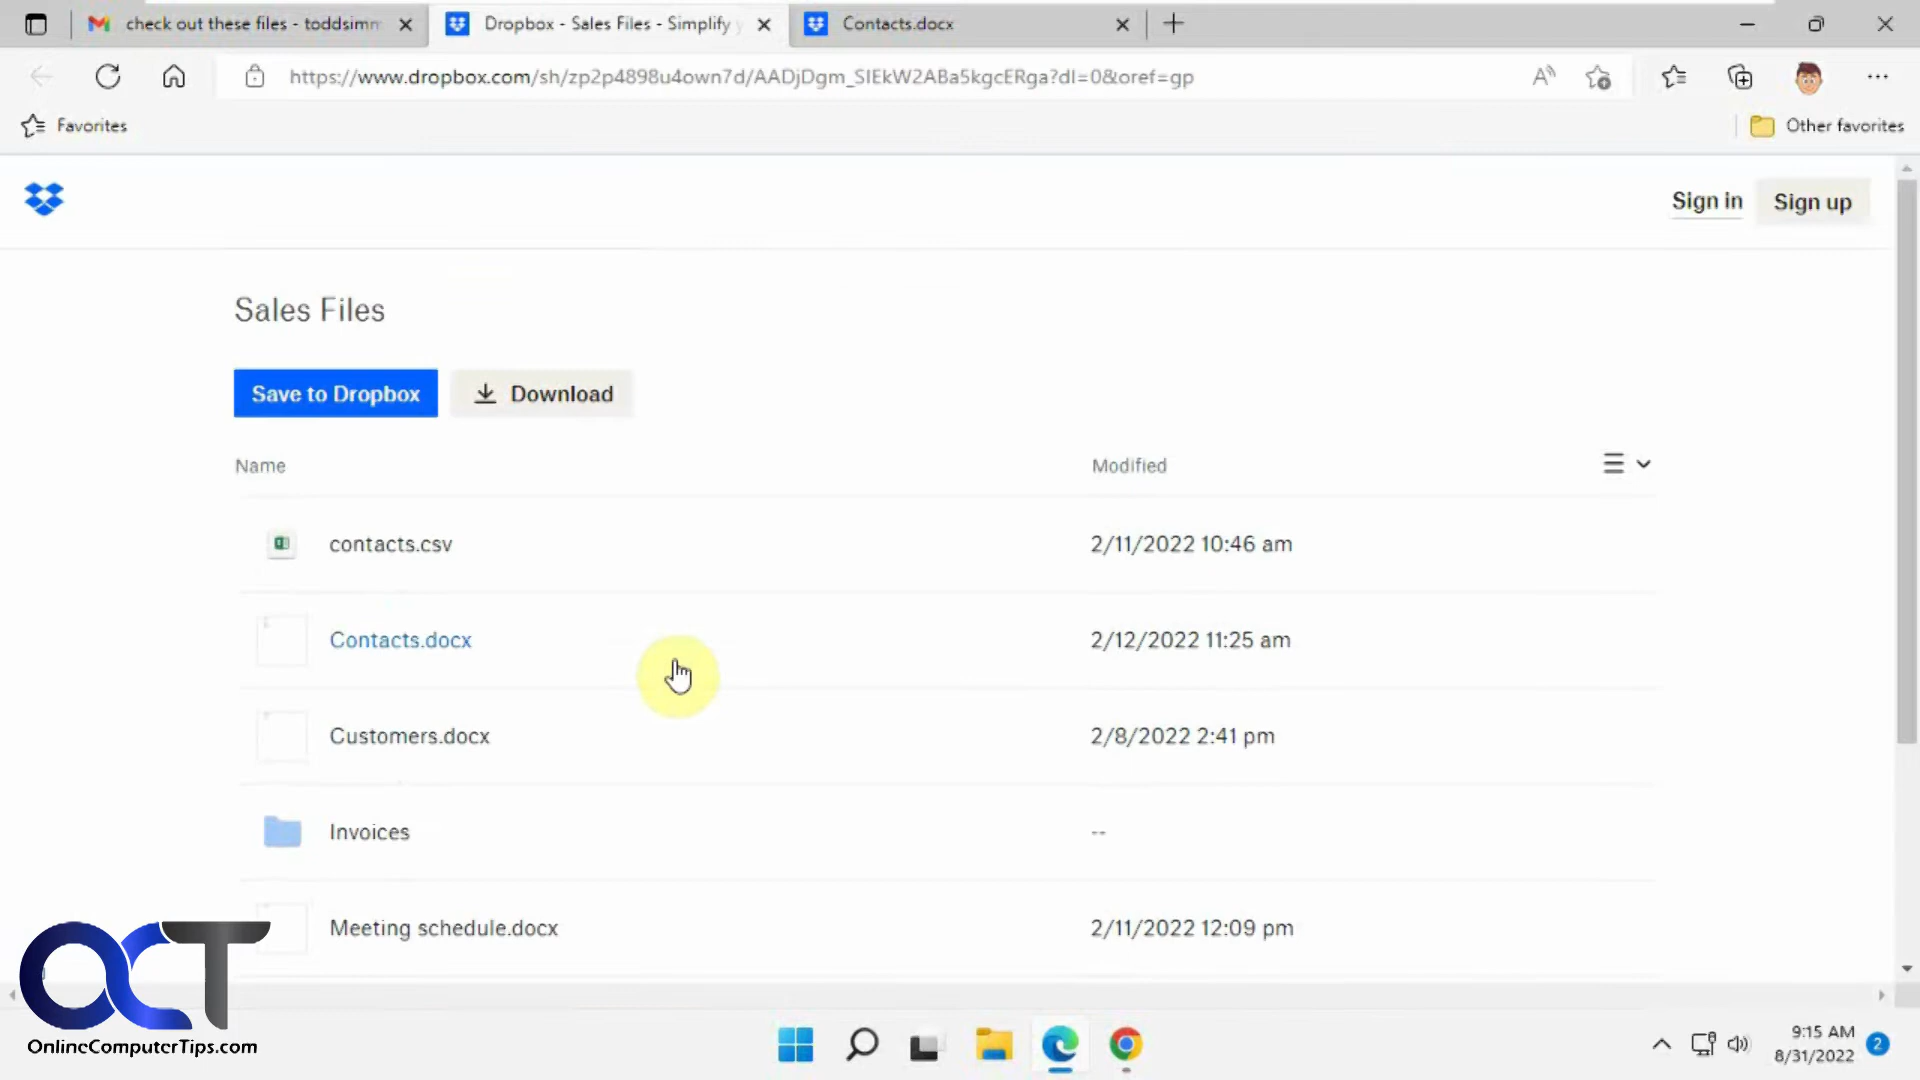 check out these files - toddsimm
Dropbox - Sales Files - Simplify y
Contacts.docx
https://www.dropbox.com/sh/zp2p4898u4own7d/AADjDgm_SIEkW2ABa5kgcERga?dl=0&oref=gp
Favorites
Other favorites
Sign in
Sign up
Sales Files
Save to Dropbox
Download
Name
Modified
contacts.csv
2/11/2022 10:46 am
Contacts.docx
2/12/2022 11:25 am
Customers.docx
2/8/2022 2:41 pm
Invoices
--
Meeting schedule.docx
2/11/2022 12:09 pm
OCT
OnlineComputerTips.com
9:15 AM
8/31/2022
2